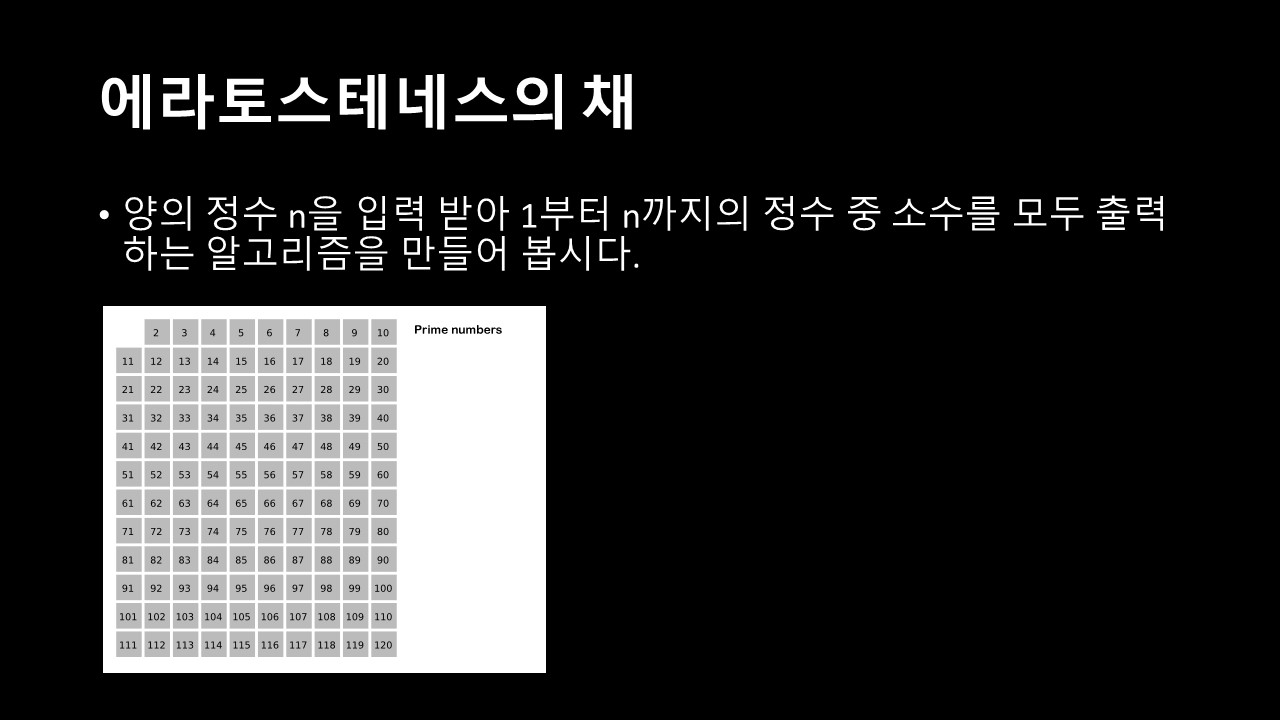 에라토스테네스의 채
• 양의 정수 n을 입력 받아 1부터 n까지의 정수 중 소수를 모두 출력
하는 알고리즘을 만들어 봅시다.
2 3 4 5 6 7 8 9 10 Prime numbers
11 12 13 14 15 16 17 18 19 20
21 22 23 24 25 26 27 28 29 30
31 32 33 34 35 36 37 38 39 40
41 42 43 44 45 46 47 48 49 50
51 52 53 54 55 56 57 58 59 60
61 62 63 64 65 66 67 68 69 70
71 72 73 74 75 76 77 78 79 80
81 82 83 84 85 86 87 88 89 90
91 92 93 94 95 96 97 98 99 100
101 102 103 104 105 106 107 108 109 110
111 112 113 114 115 116 117 118 119 120